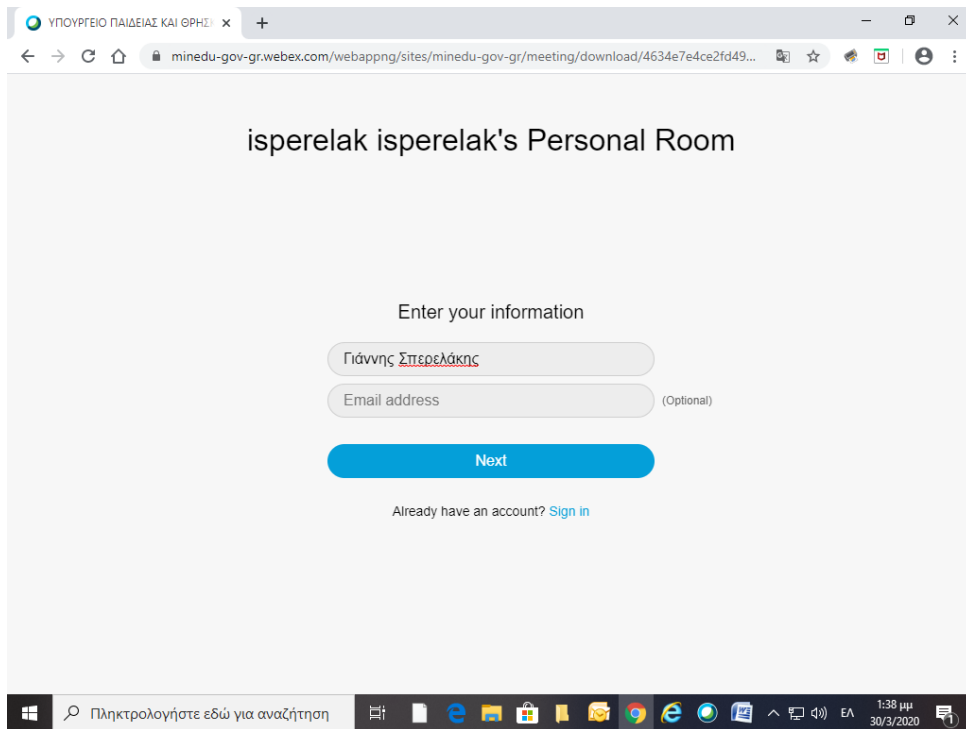 ΥΠΟΥΡΓΕΙΟ ΠΑΙΔΕΙΑΣ ΚΑΙ ΘΡΗΣΚ
minedu-gov-gr.webex.com/webappng/sites/minedu-gov-gr/meeting/download/4634e7e4ce2fd49...
isperelak isperelak's Personal Room
Enter your information
Γιάννης Σπερελάκης
Email address (Optional)
Next
Already have an account? Sign in
Πληκτρολογήστε εδώ για αναζήτηση
ΕΛ
1:38 μμ
30/3/2020
1